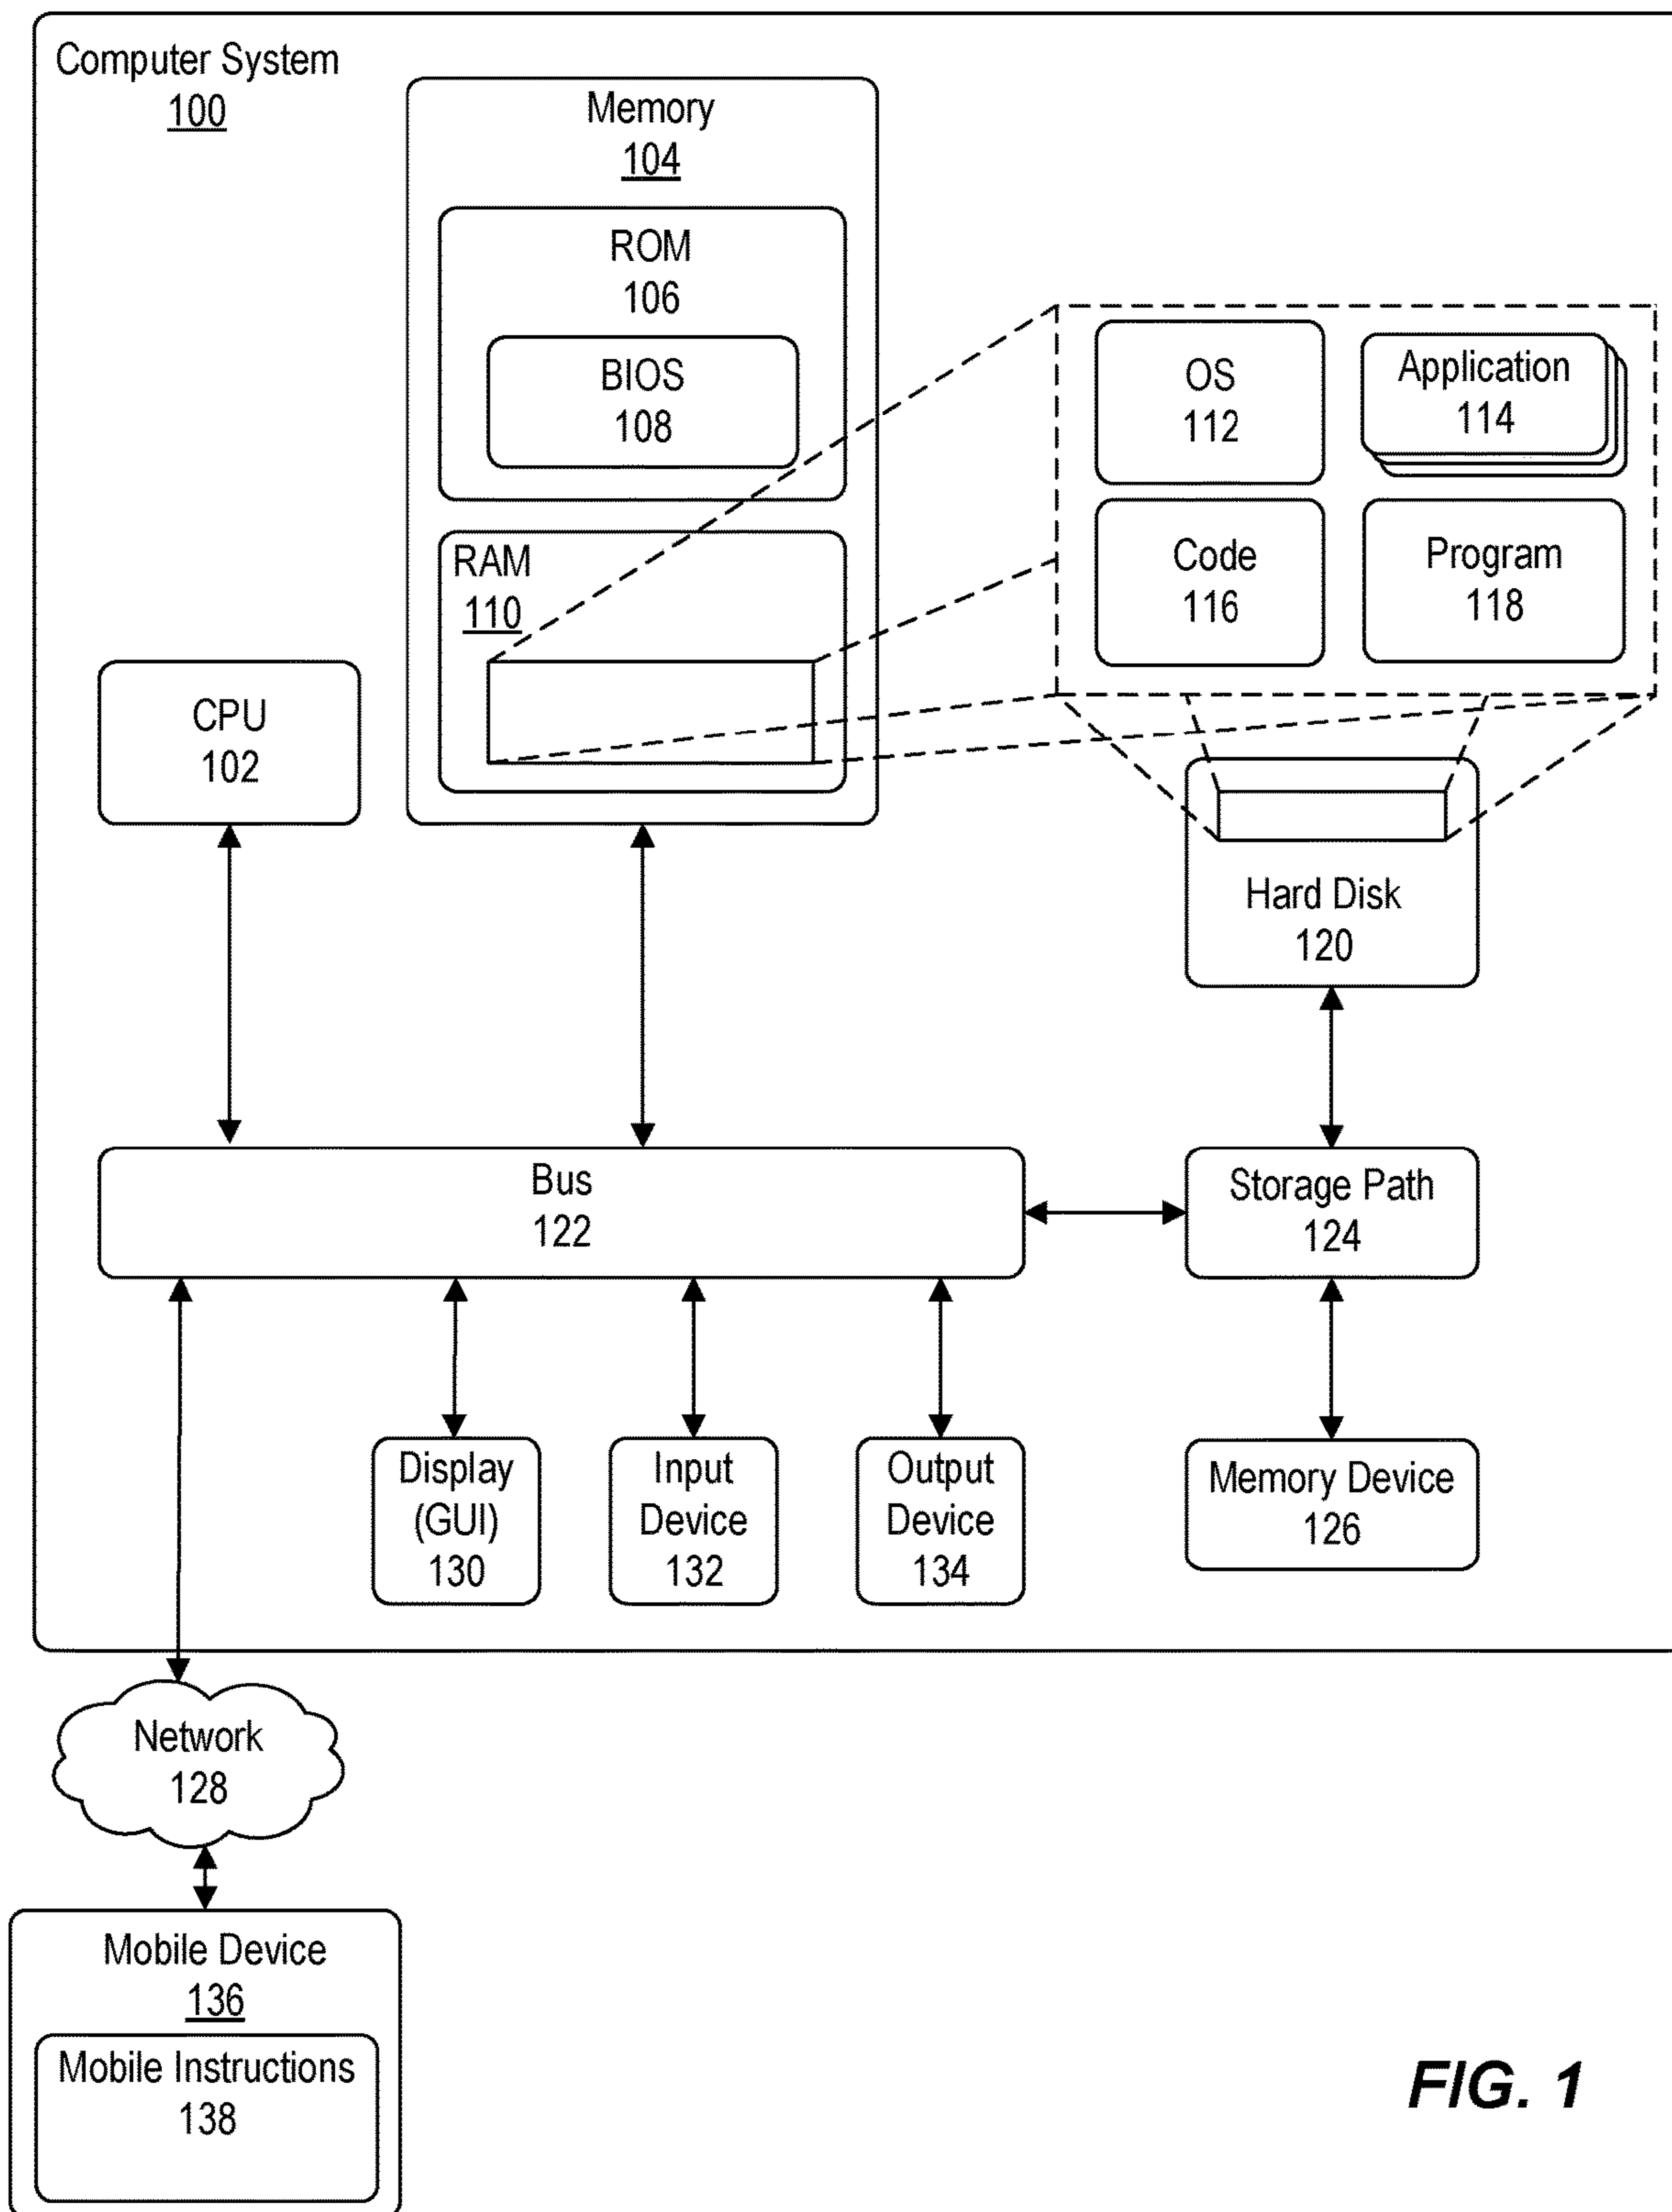 Computer System
100
Memory
104
ROM
106
BIOS
108
RAM
110
OS
112
Application
114
Code
116
Program
118
CPU
102
Hard Disk
120
Bus
122
Storage Path
124
Display
(GUI)
130
Input
Device
132
Output
Device
134
Memory Device
126
Network
128
Mobile Device
136
Mobile Instructions
138
FIG. 1